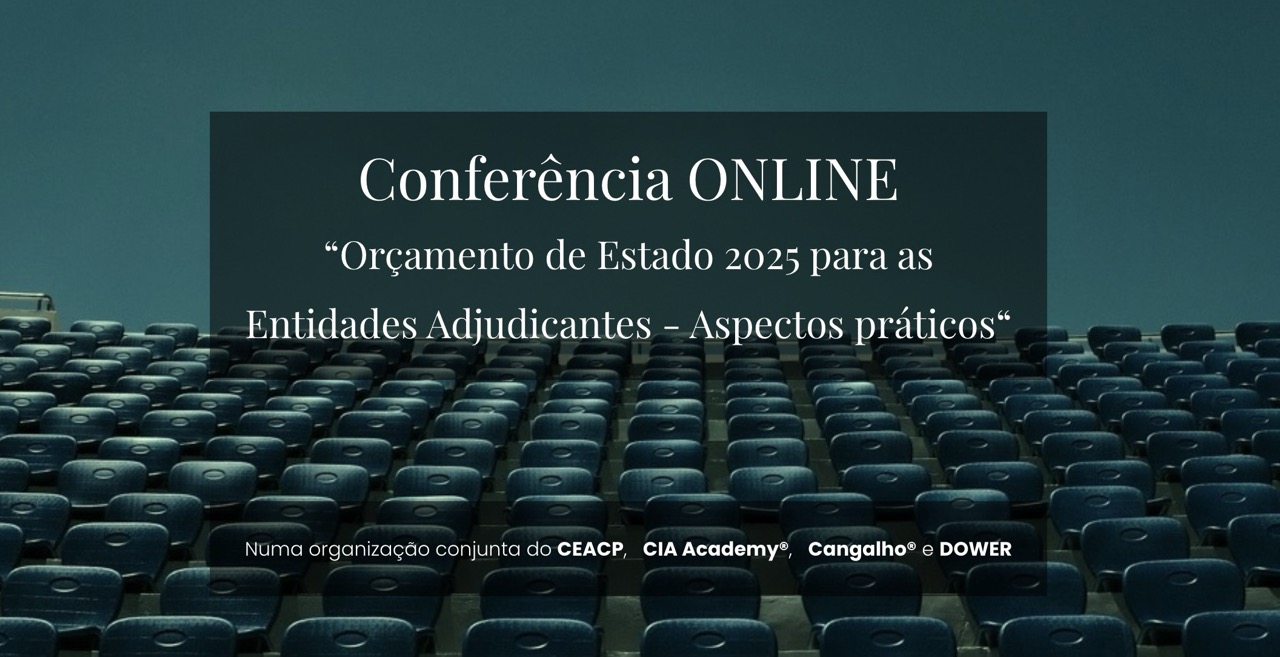 Conferência ONLINE
“Orçamento de Estado 2025 para as
Entidades Adjudicantes – Aspectos práticos“
Numa organização conjunta do CEACP, CIA Academy®, Cangalho® e DOWER